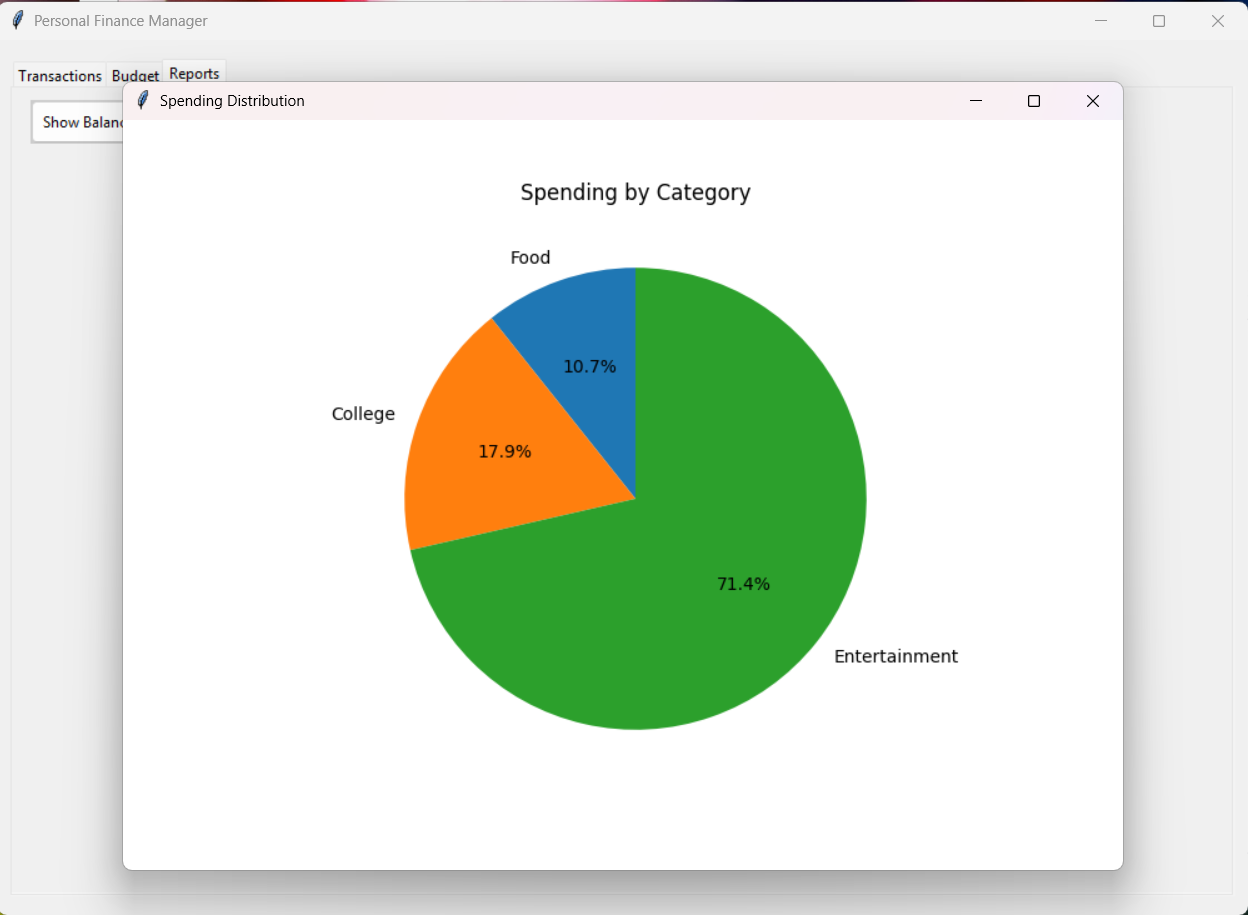 Personal Finance Manager
Transactions Budget Reports
Spending Distribution
Show Balanc
Spending by Category
Food
10.7%
College
17.9%
71.4%
Entertainment